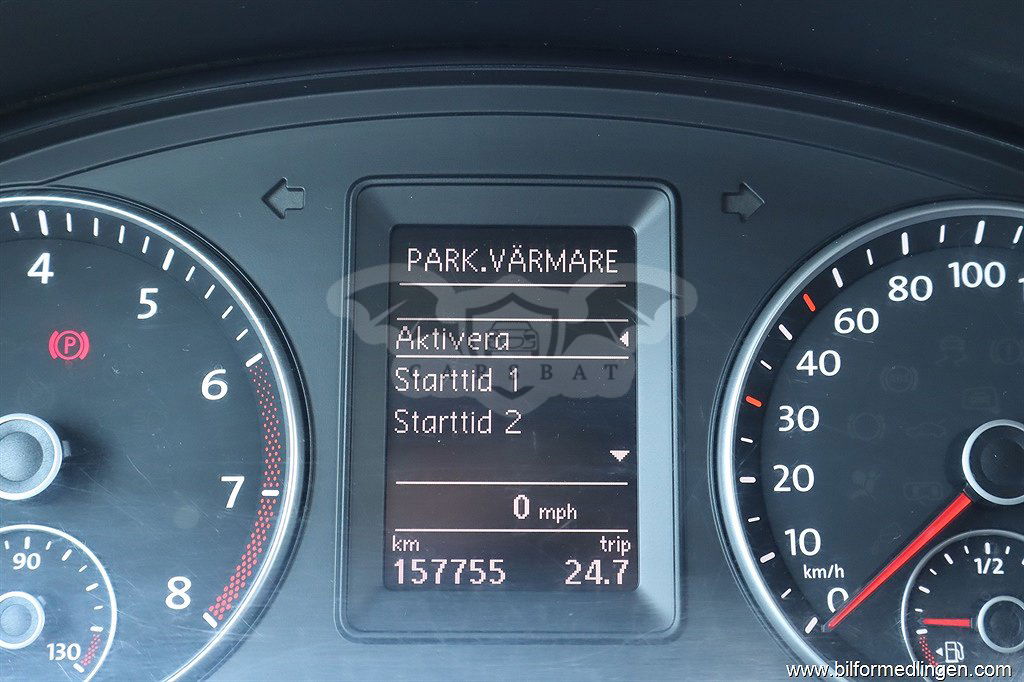 PARK.VÄRMARE
Aktivera
Starttid 1
Starttid 2
0 mph
km trip
157755 24.7
4
5
6
7
8
P
90
130
0
10
20
30
40
60
80
100
km/h
1/2
CARSBAT
www.bilformedlingen.com